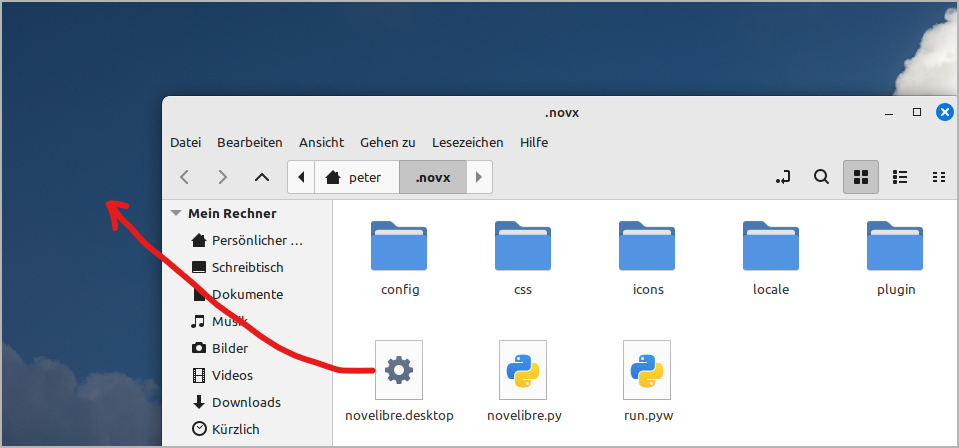 .novx
Datei Bearbeiten Ansicht Gehen zu Lesezeichen Hilfe
peter .novx
Mein Rechner
Persönlicher ...
Schreibtisch
Dokumente
Musik
Bilder
Videos
Downloads
Kürzlich
config css icons locale plugin
novelibre.desktop novelibre.py run.pyw